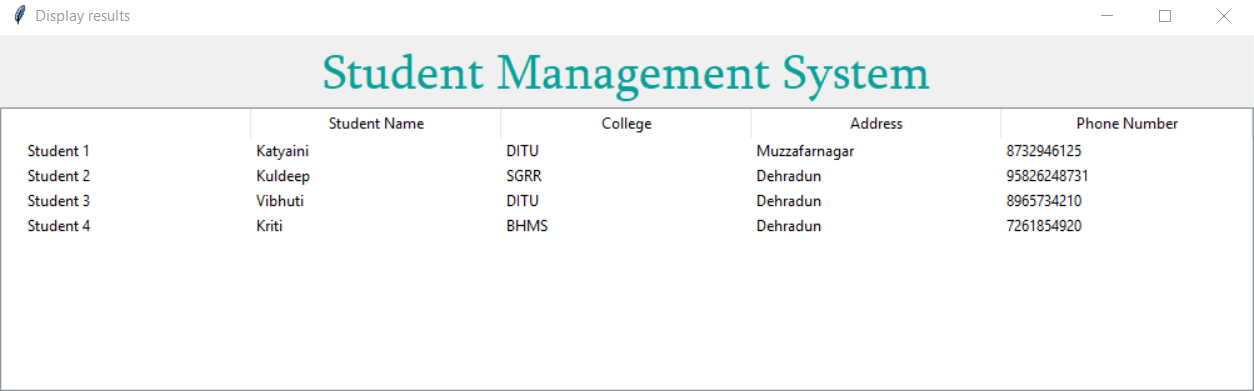 Display results
Student Management System
Student Name College Address Phone Number
Student 1 Katyaini DITU Muzzafarnagar 8732946125
Student 2 Kuldeep SGRR Dehradun 95826248731
Student 3 Vibhuti DITU Dehradun 8965734210
Student 4 Kriti BHMS Dehradun 7261854920